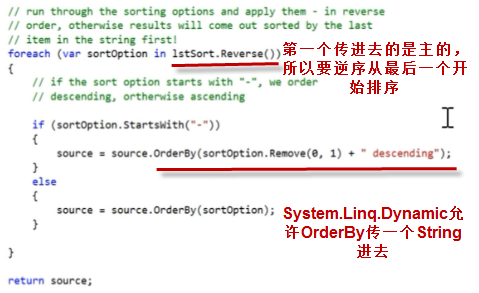 // run through the sorting options and apply them - in reverse
// order, otherwise results will come out sorted by the last
// item in the string first!
foreach (var sortOption in lstSort.Reverse())
{
// if the sort option starts with "-", we order
// descending, ortherwise ascending
if (sortOption.StartsWith("-"))
{
source = source.OrderBy(sortOption.Remove(0, 1) + " descending");
}
else
{
source = source.OrderBy(sortOption);
}
}
return source;
第一个传进去的是主的,
所以要逆序从最后一个开
始排序
System.Linq.Dynamic允
许OrderBy传一个String
进去